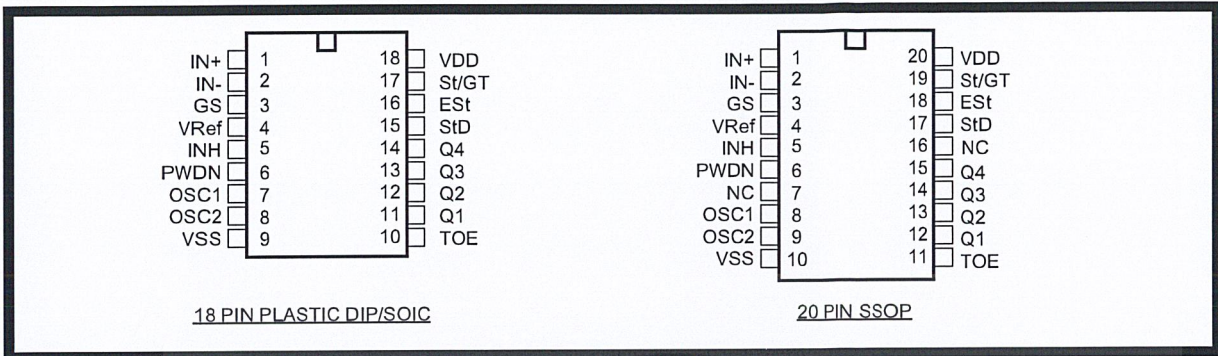 IN+ 1 18 VDD
IN- 2 17 St/GT
GS 3 16 ESt
VRef 4 15 StD
INH 5 14 Q4
PWDN 6 13 Q3
OSC1 7 12 Q2
OSC2 8 11 Q1
VSS 9 10 TOE
18 PIN PLASTIC DIP/SOIC
IN+ 1 20 VDD
IN- 2 19 St/GT
GS 3 18 ESt
VRef 4 17 StD
INH 5 16 NC
PWDN 6 15 Q4
NC 7 14 Q3
OSC1 8 13 Q2
OSC2 9 12 Q1
VSS 10 11 TOE
20 PIN SSOP